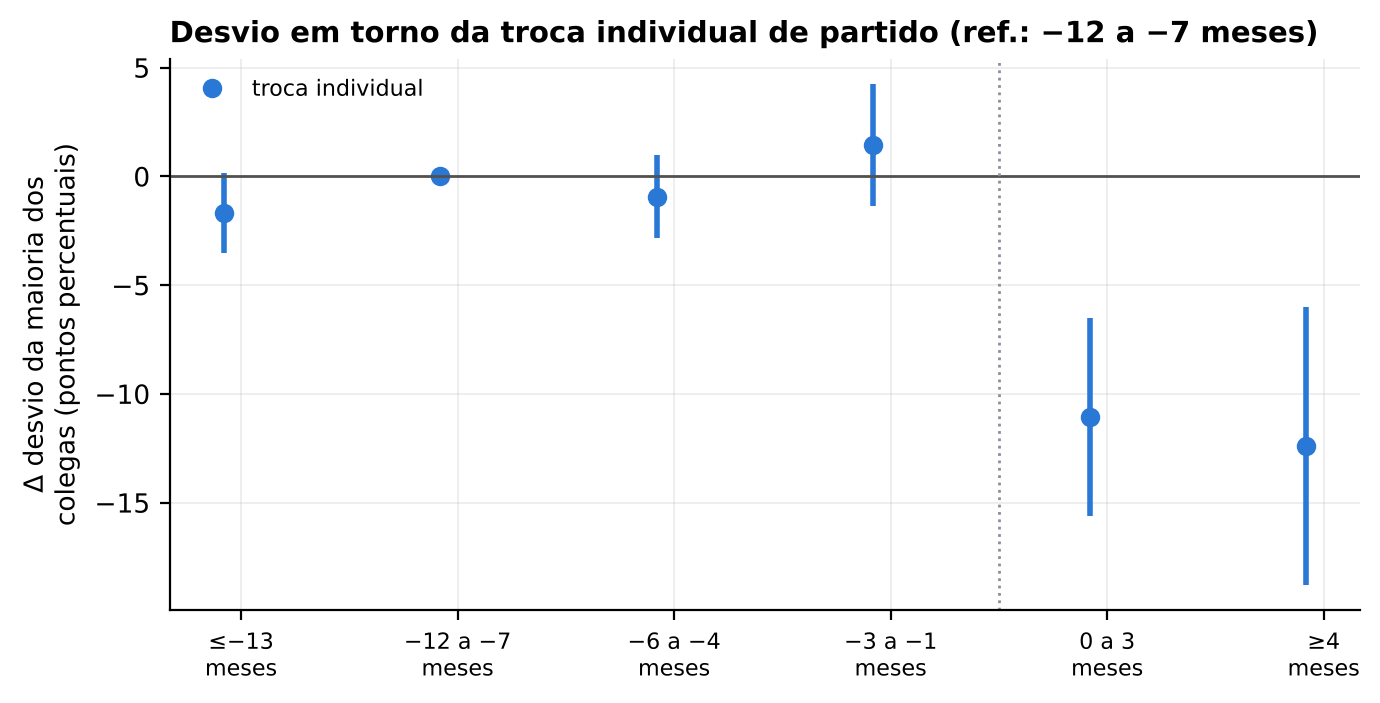 Desvio em torno da troca individual de partido (ref.: −12 a −7 meses)
troca individual
Δ desvio da maioria dos
colegas (pontos percentuais)
5
0
−5
−10
−15
≤−13
meses
−12 a −7
meses
−6 a −4
meses
−3 a −1
meses
0 a 3
meses
≥4
meses